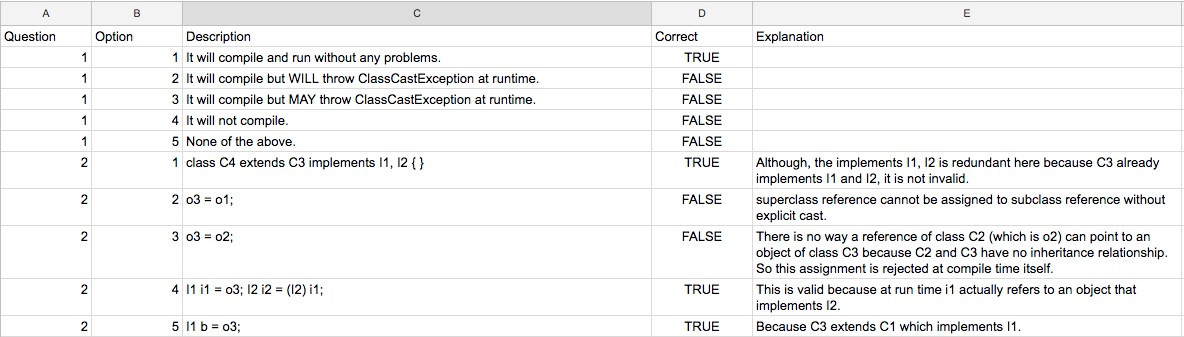 A B C D E
Question Option Description Correct Explanation
1 1 It will compile and run without any problems. TRUE
1 2 It will compile but WILL throw ClassCastException at runtime. FALSE
1 3 It will compile but MAY throw ClassCastException at runtime. FALSE
1 4 It will not compile. FALSE
1 5 None of the above. FALSE
2 1 class C4 extends C3 implements I1, I2 { } TRUE Although, the implements I1, I2 is redundant here because C3 already
implements I1 and I2, it is not invalid.
2 2 o3 = o1; FALSE superclass reference cannot be assigned to subclass reference without
explicit cast.
2 3 o3 = o2; FALSE There is no way a reference of class C2 (which is o2) can point to an
object of class C3 because C2 and C3 have no inheritance relationship.
So this assignment is rejected at compile time itself.
2 4 I1 i1 = o3; I2 i2 = (I2) i1; TRUE This is valid because at run time i1 actually refers to an object that
implements I2.
2 5 I1 b = o3; TRUE Because C3 extends C1 which implements I1.